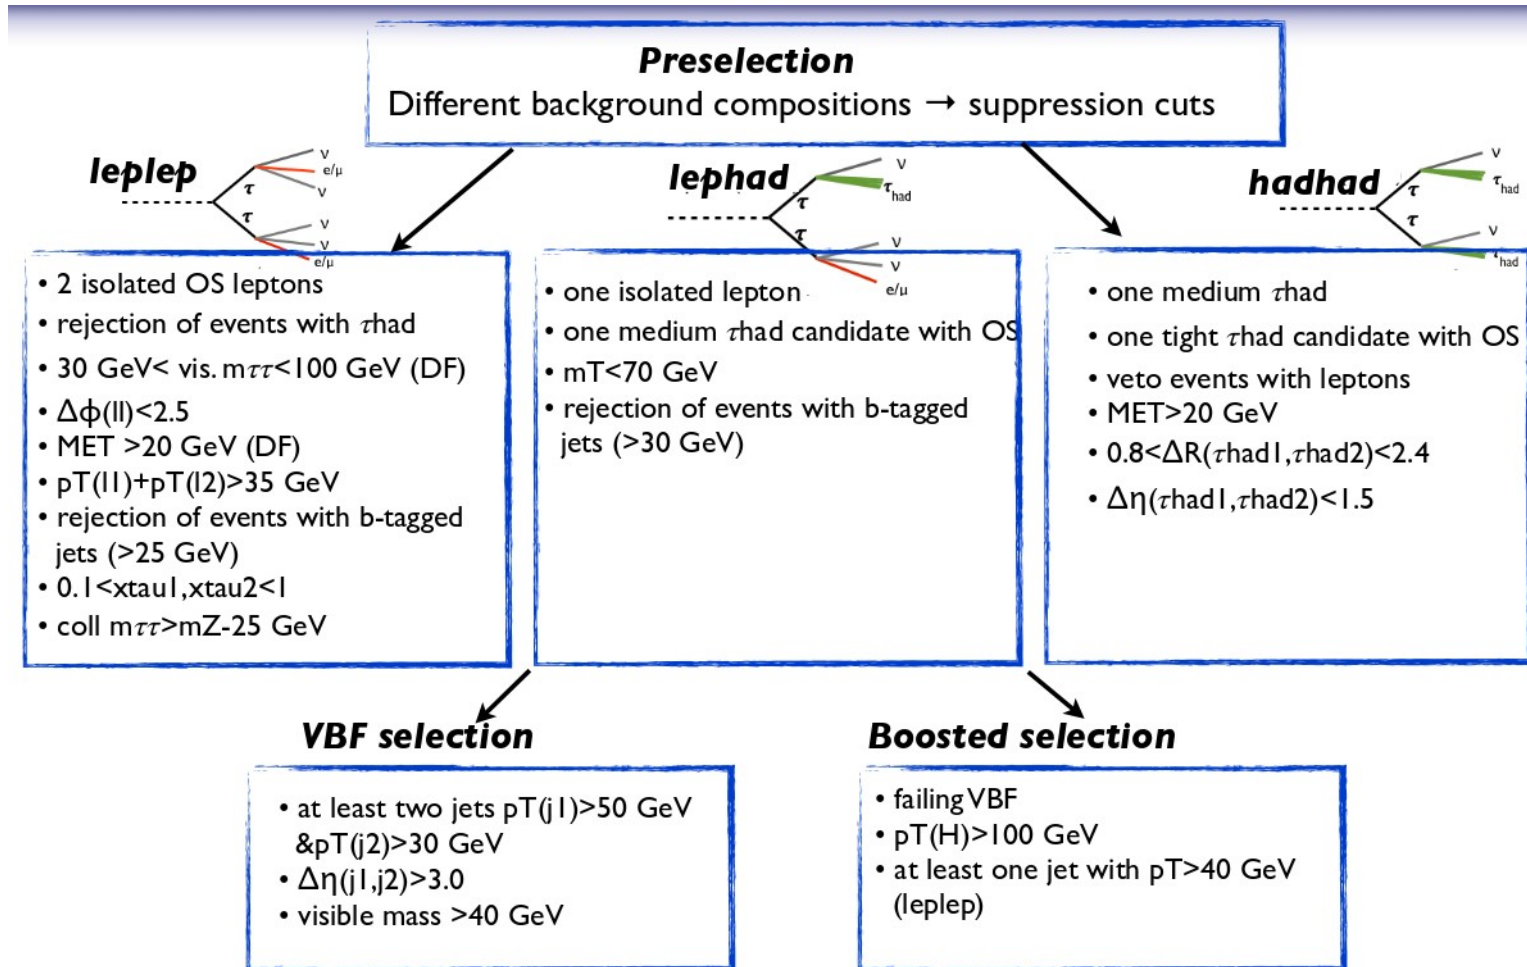 Preselection
Different background compositions → suppression cuts
leplep
ν
e/μ
ν
τ
τ
ν
ν
e/μ
lephad
ν
τhad
τ
τ
ν
ν
e/μ
hadhad
ν
τhad
τ
τ
ν
τhad
• 2 isolated OS leptons
• rejection of events with τhad
• 30 GeV< vis. mττ<100 GeV (DF)
• Δϕ(ll)<2.5
• MET >20 GeV (DF)
• pT(l1)+pT(l2)>35 GeV
• rejection of events with b-tagged
jets (>25 GeV)
• 0.1<xtau1,xtau2<1
• coll mττ>mZ-25 GeV
• one isolated lepton
• one medium τhad candidate with OS
• mT<70 GeV
• rejection of events with b-tagged
jets (>30 GeV)
• one medium τhad
• one tight τhad candidate with OS
• veto events with leptons
• MET>20 GeV
• 0.8<ΔR(τhad1,τhad2)<2.4
• Δη(τhad1,τhad2)<1.5
VBF selection
• at least two jets pT(j1)>50 GeV
&pT(j2)>30 GeV
• Δη(j1,j2)>3.0
• visible mass >40 GeV
Boosted selection
• failing VBF
• pT(H)>100 GeV
• at least one jet with pT>40 GeV
(leplep)